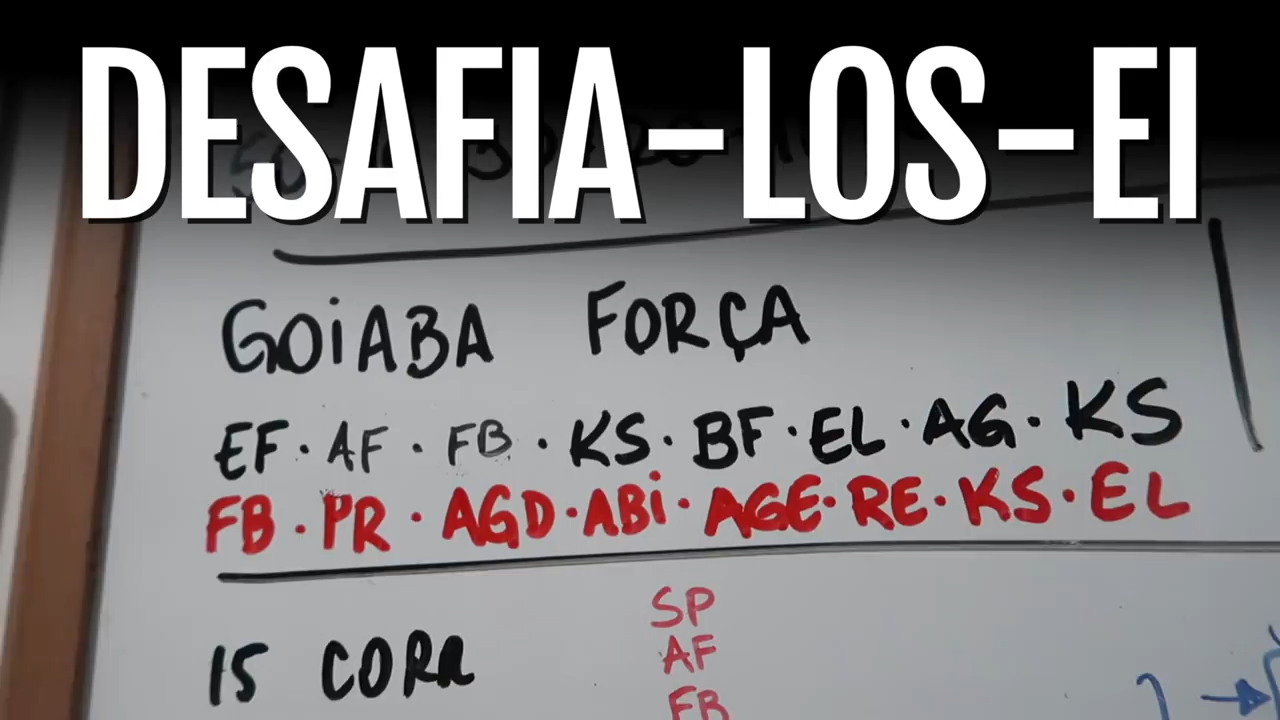 DESAFIA-LOS-EI
GOiABA FORÇA
EF · AF · FB · KS · BF · EL · AG · KS
FB · PR · AGD · ABi · AGE · RE · KS · EL
15 CORR
SP
AF
FB